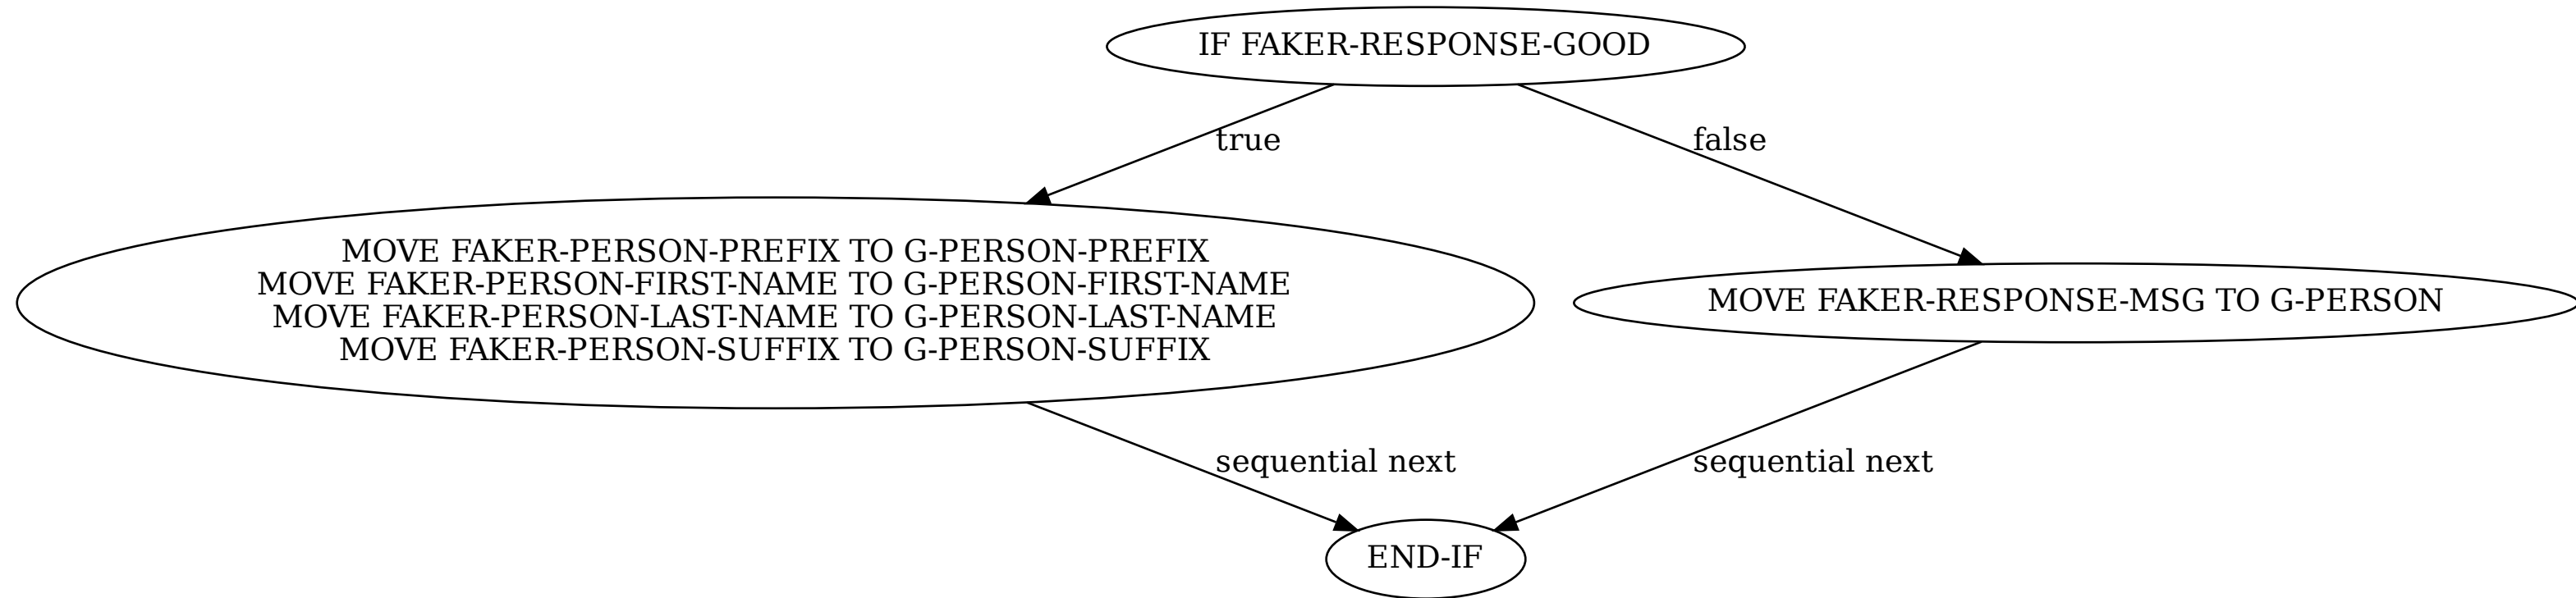 IF FAKER-RESPONSE-GOOD
true
false
MOVE FAKER-PERSON-PREFIX TO G-PERSON-PREFIX
MOVE FAKER-PERSON-FIRST-NAME TO G-PERSON-FIRST-NAME
MOVE FAKER-PERSON-LAST-NAME TO G-PERSON-LAST-NAME
MOVE FAKER-PERSON-SUFFIX TO G-PERSON-SUFFIX
MOVE FAKER-RESPONSE-MSG TO G-PERSON
sequential next
sequential next
END-IF